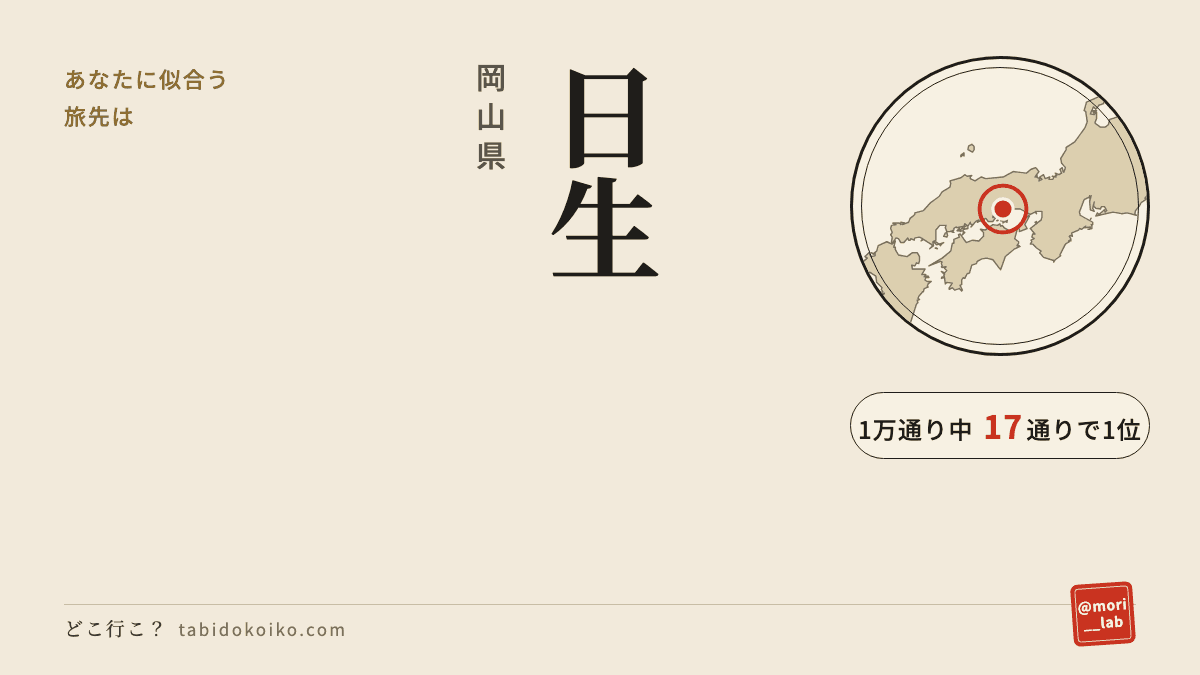 あなたに似合う
旅先は
日生
岡山県
1万通り中 17通りで1位
どこ行こ？ tabidokoiko.com
@mori
__lab